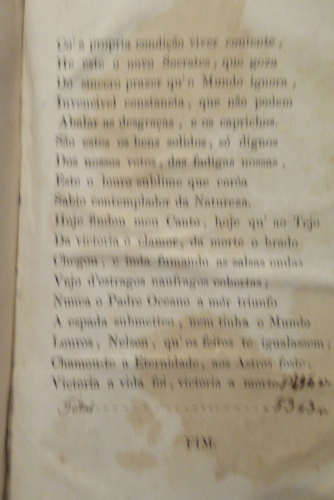 Co'a propria condição viver contente,
He este o novo Socrates, que goza
Da sincero prazer qu'o Mundo ignora,
Invencivel constancia, que não podem
Abalar as desgraças, e os caprichos.
São estes os bens solidos, só dignos
Dos nossos votos, das fadigas nossas,
Este o louro sublime que corôa
Sabio contemplador da Natureza.
Hoje findou meu Canto, hoje qu' ao Tejo
Da victoria o clamor, da morte o brado
Chegou, e inda fumando as salsas ondas
Vejo d'estragos naufragos cobertas;
Nunca o Padre Oceano a mór triunfo
A espada submetteo, nem tinha o Mundo
Louros, Nelson, qu'os feitos te igualassem;
Chamou-te a Eternidade, aos Astros foste,
Victoria a vida foi, victoria a morte.
5363
FIM.